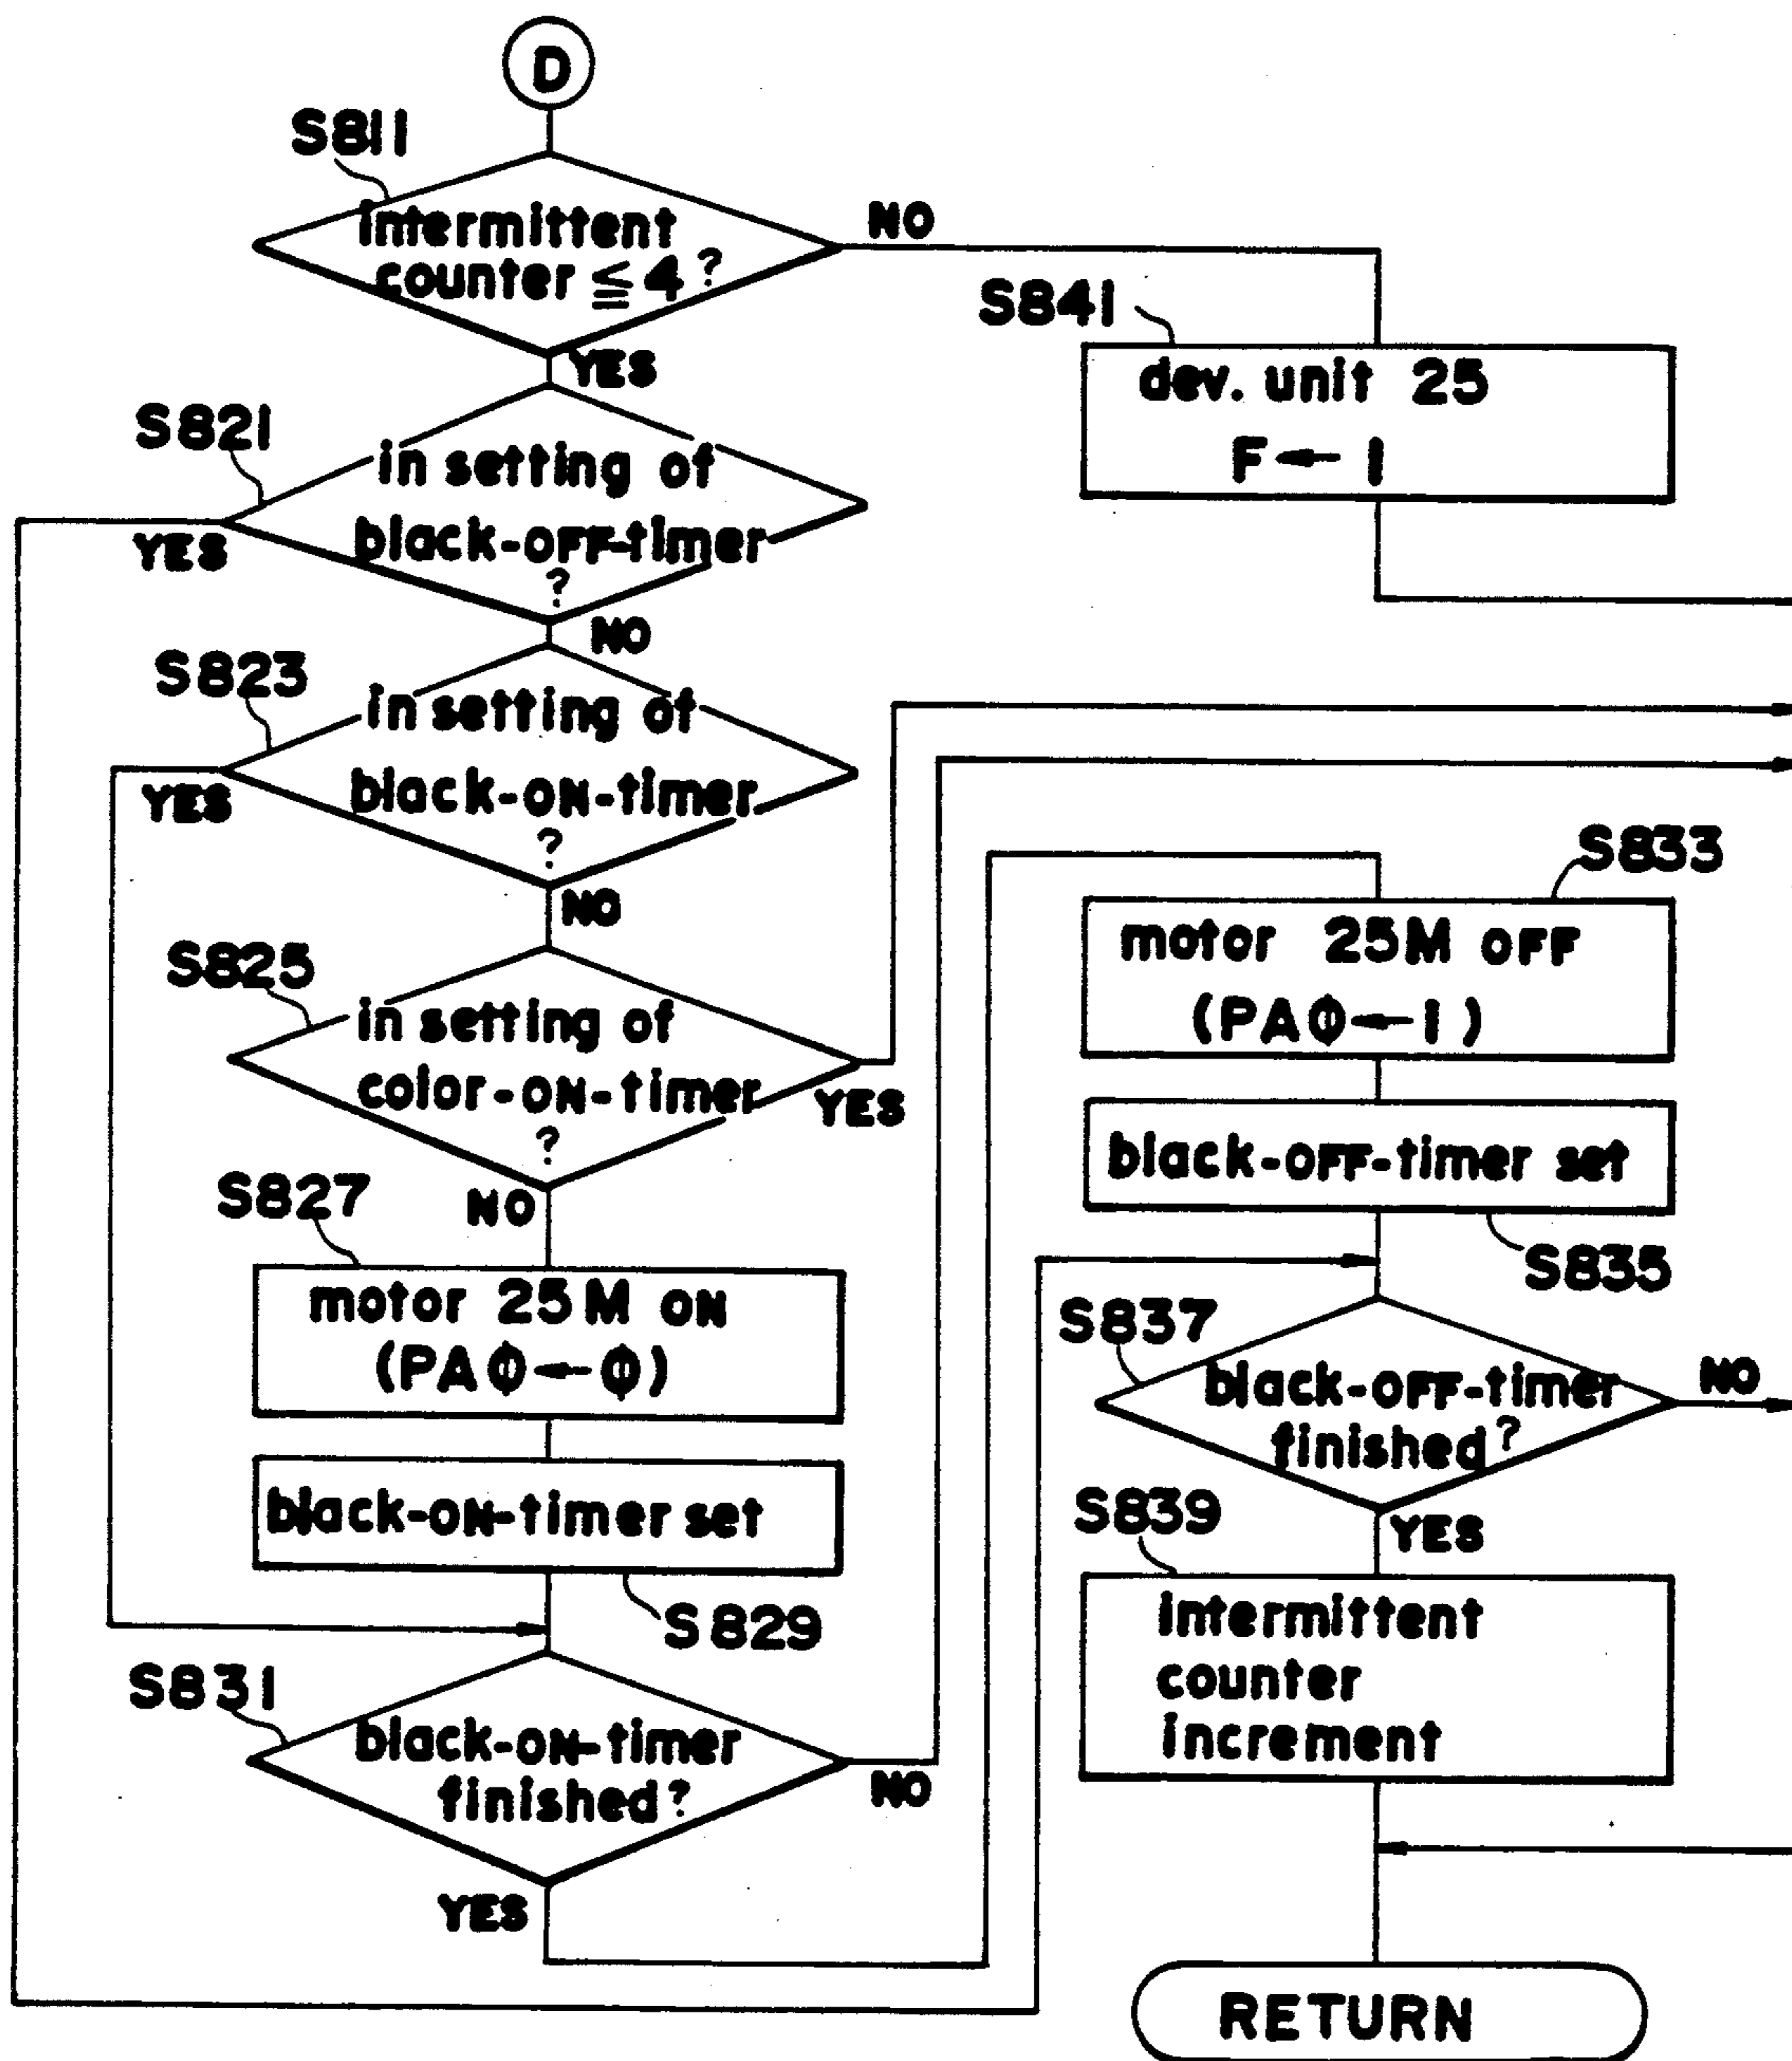 D
S811
intermittent
counter ≦ 4 ?
NO
YES
S821
in setting of
black-OFF-timer
?
YES
NO
S823
in setting of
black-ON-timer
?
YES
NO
S825
in setting of
color-ON-timer
?
YES
NO
S827
motor 25M ON
(PAΦ←Φ)
black-ON-timer set
S829
S831
black-ON-timer
finished?
NO
YES
S841
dev. unit 25
F ← 1
S833
motor 25M OFF
(PAΦ←1)
black-OFF-timer set
S835
S837
black-OFF-timer
finished?
NO
YES
S839
intermittent
counter
increment
RETURN